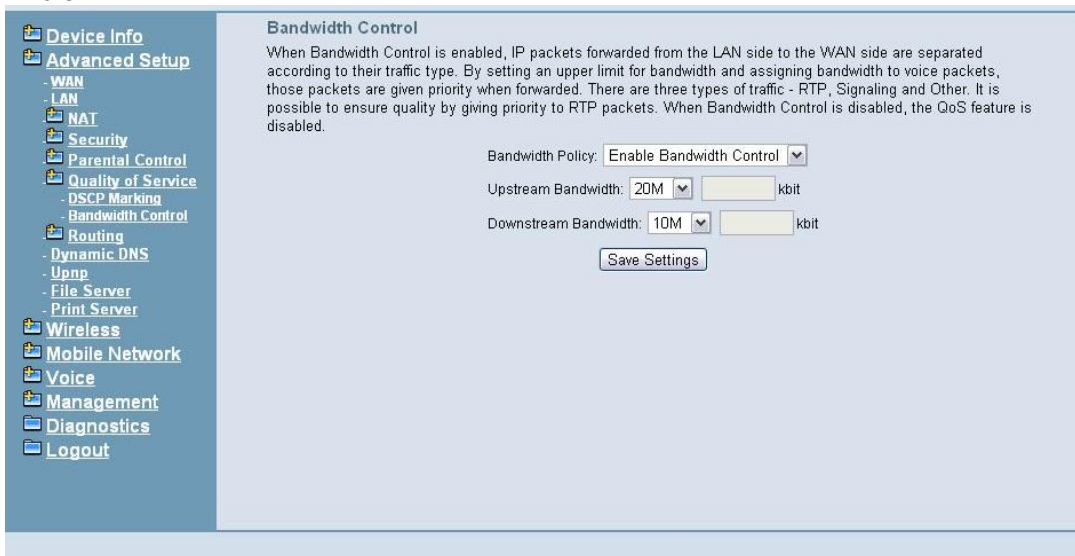 Device Info
Advanced Setup
- WAN
- LAN
NAT
Security
Parental Control
Quality of Service
- DSCP Marking
- Bandwidth Control
Routing
- Dynamic DNS
- Upnp
- File Server
- Print Server
Wireless
Mobile Network
Voice
Management
Diagnostics
Logout
Bandwidth Control
When Bandwidth Control is enabled, IP packets forwarded from the LAN side to the WAN side are separated
according to their traffic type. By setting an upper limit for bandwidth and assigning bandwidth to voice packets,
those packets are given priority when forwarded. There are three types of traffic - RTP, Signaling and Other. It is
possible to ensure quality by giving priority to RTP packets. When Bandwidth Control is disabled, the QoS feature is
disabled.
Bandwidth Policy: Enable Bandwidth Control
Upstream Bandwidth: 20M kbit
Downstream Bandwidth: 10M kbit
Save Settings